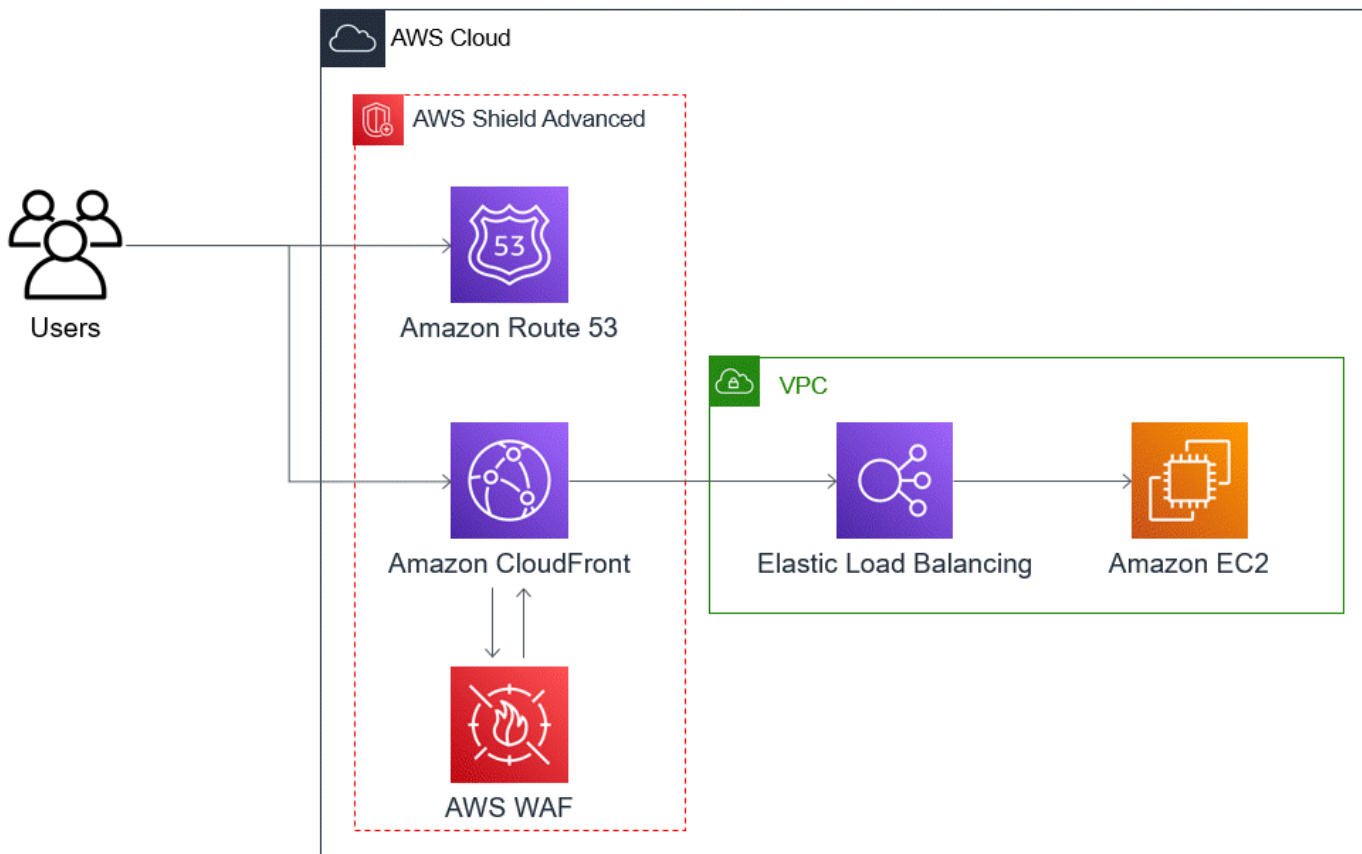 AWS Cloud
AWS Shield Advanced
53
Users
Amazon Route 53
VPC
Amazon CloudFront
Elastic Load Balancing
Amazon EC2
AWS WAF